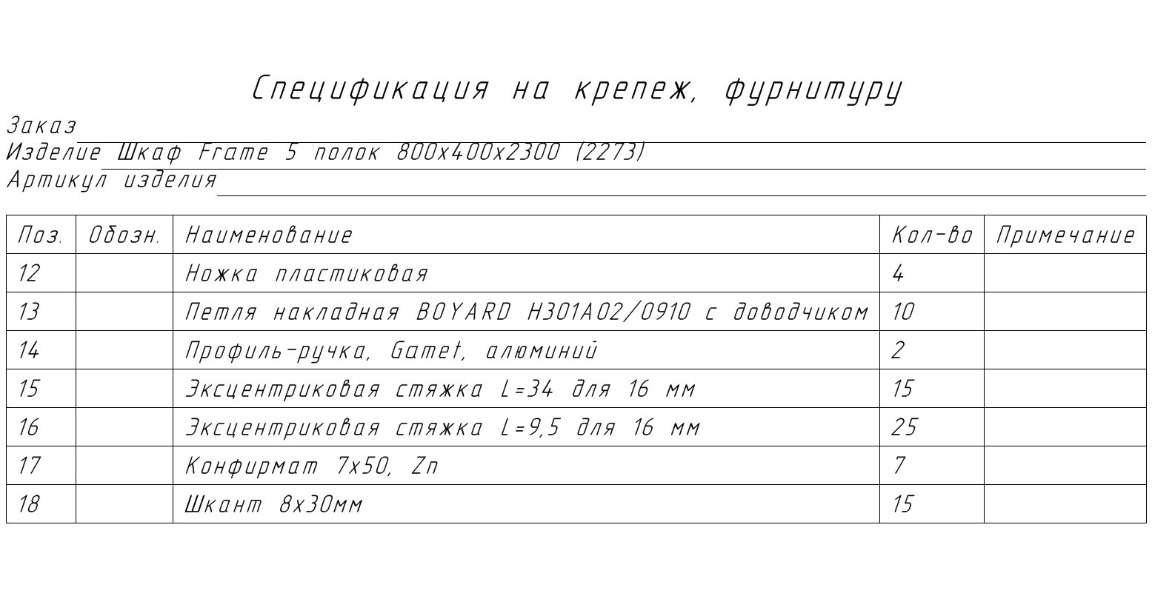 Спецификация на крепеж, фурнитуру
Заказ
Изделие Шкаф Frame 5 полок 800х400х2300 (2273)
Артикул изделия
Поз. Обозн. Наименование Кол-во Примечание
12 Ножка пластиковая 4
13 Петля накладная BOYARD H301A02/0910 с доводчиком 10
14 Профиль-ручка, Gamet, алюминий 2
15 Эксцентриковая стяжка L=34 для 16 мм 15
16 Эксцентриковая стяжка L=9,5 для 16 мм 25
17 Конфирмат 7х50, Zn 7
18 Шкант 8х30мм 15